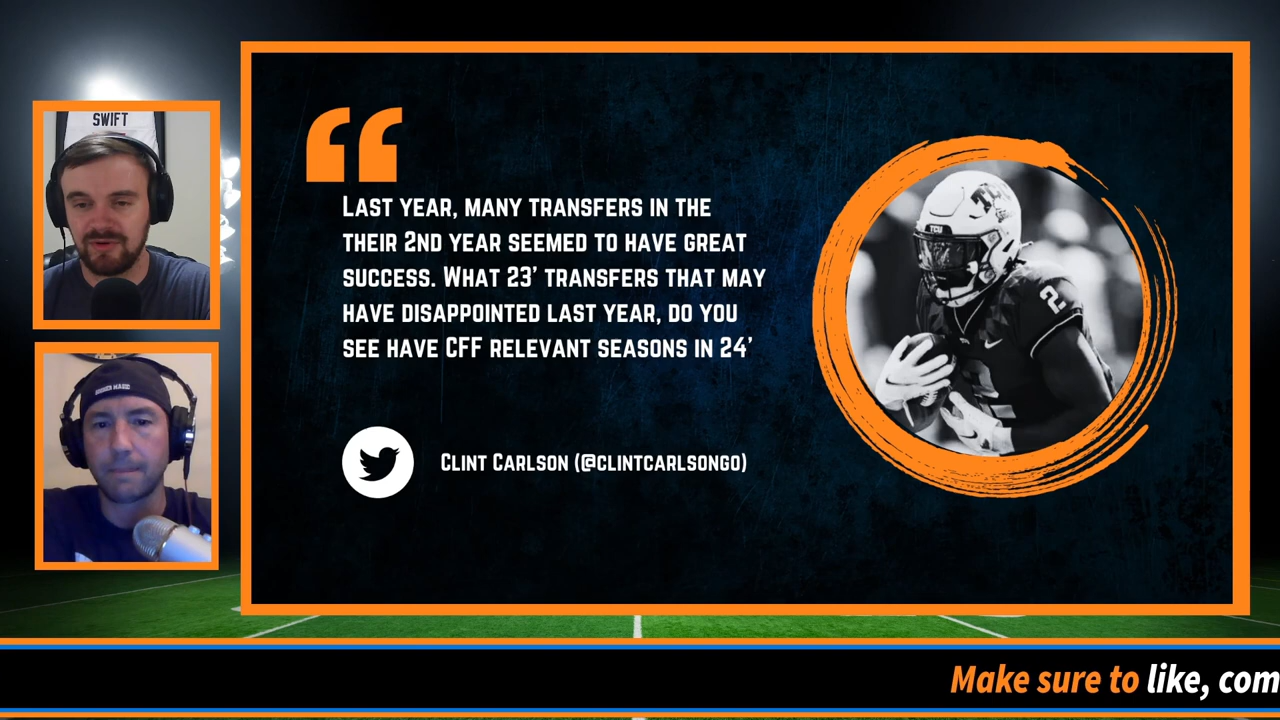 SWIFT
LAST YEAR, MANY TRANSFERS IN THE
THEIR 2ND YEAR SEEMED TO HAVE GREAT
SUCCESS. WHAT 23' TRANSFERS THAT MAY
HAVE DISAPPOINTED LAST YEAR, DO YOU
SEE HAVE CFF RELEVANT SEASONS IN 24'
CLINT CARLSON (@CLINTCARLSONGO)
TCU
2
Make sure to like, com